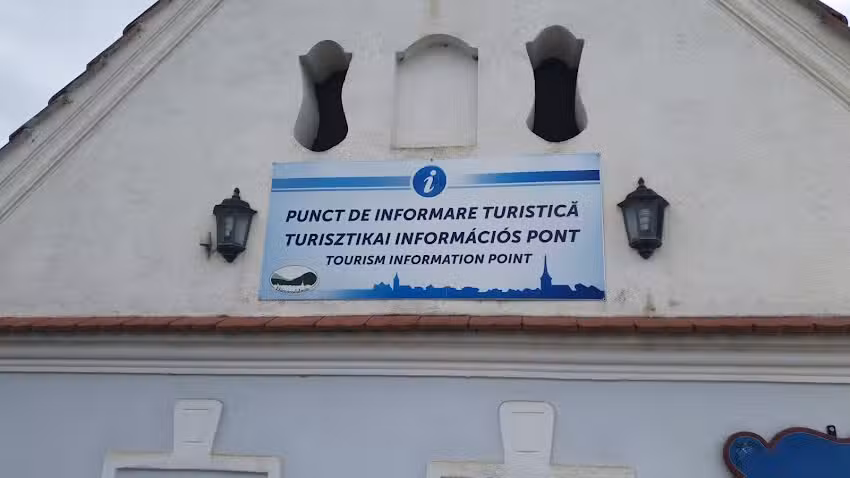 i
PUNCT DE INFORMARE TURISTICĂ
TURISZTIKAI INFORMÁCIÓS PONT
TOURISM INFORMATION POINT